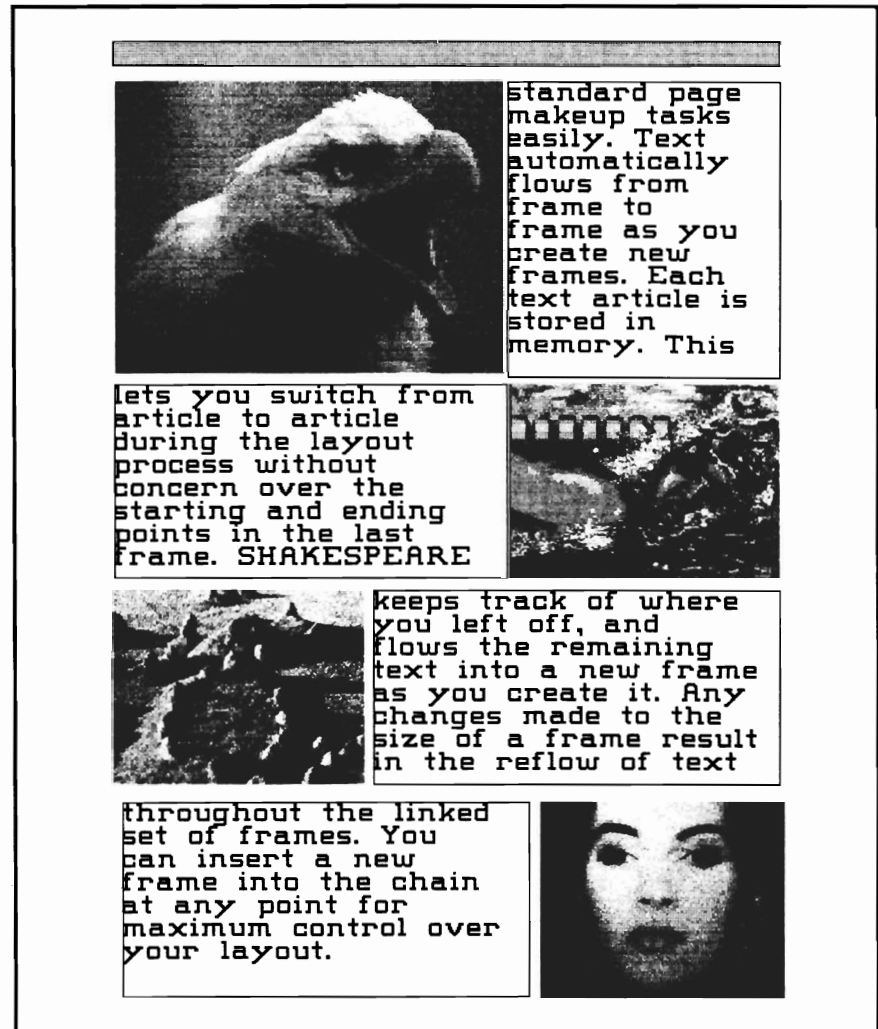 standard page
makeup tasks
easily. Text
automatically
flows from
frame to
frame as you
create new
frames. Each
text article is
stored in
memory. This
lets you switch from
article to article
during the layout
process without
concern over the
starting and ending
points in the last
frame. SHAKESPEARE
keeps track of where
you left off, and
flows the remaining
text into a new frame
as you create it. Any
changes made to the
size of a frame result
in the reflow of text
throughout the linked
set of frames. You
can insert a new
frame into the chain
at any point for
maximum control over
your layout.